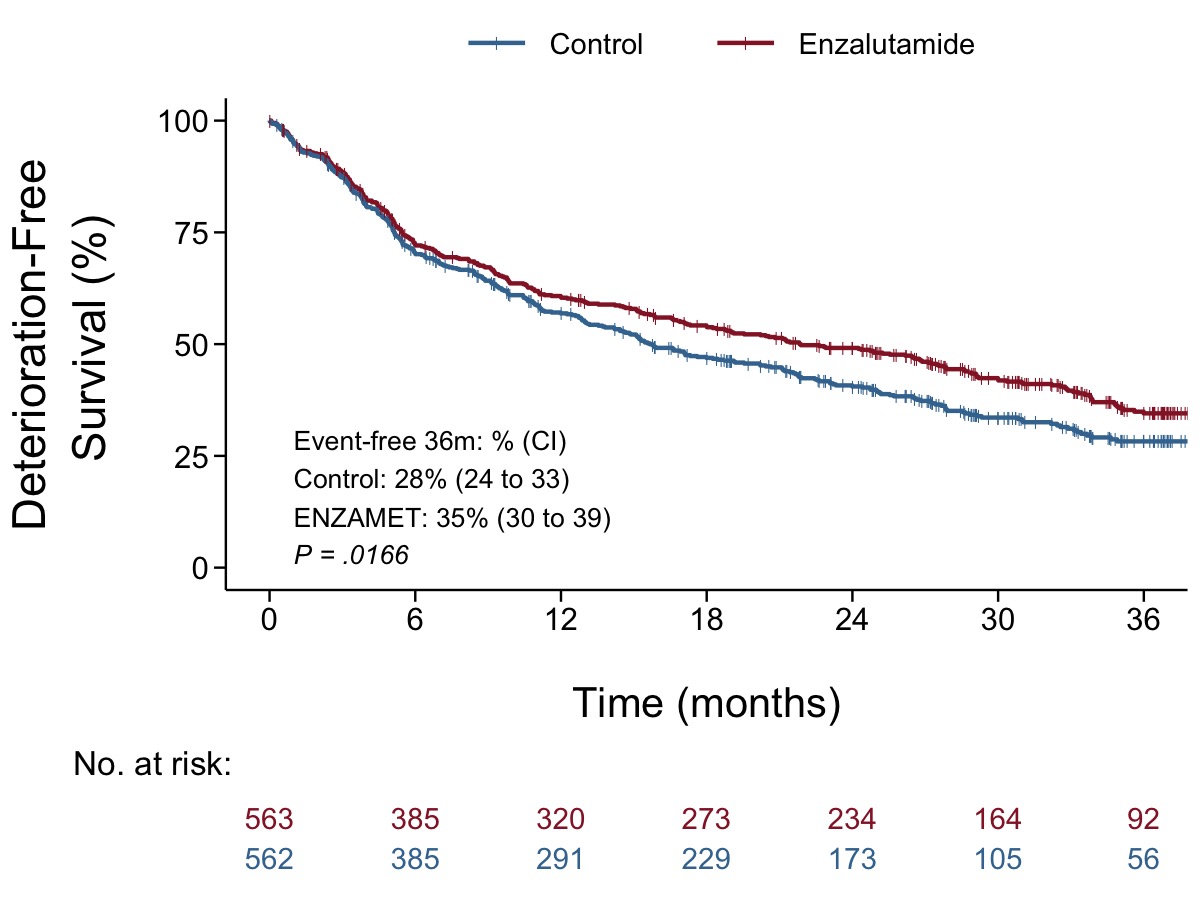 Control Enzalutamide
Deterioration-Free
Survival (%)
100
75
50
25
0
Event-free 36m: % (CI)
Control: 28% (24 to 33)
ENZAMET: 35% (30 to 39)
P = .0166
0 6 12 18 24 30 36
Time (months)
No. at risk:
563 385 320 273 234 164 92
562 385 291 229 173 105 56